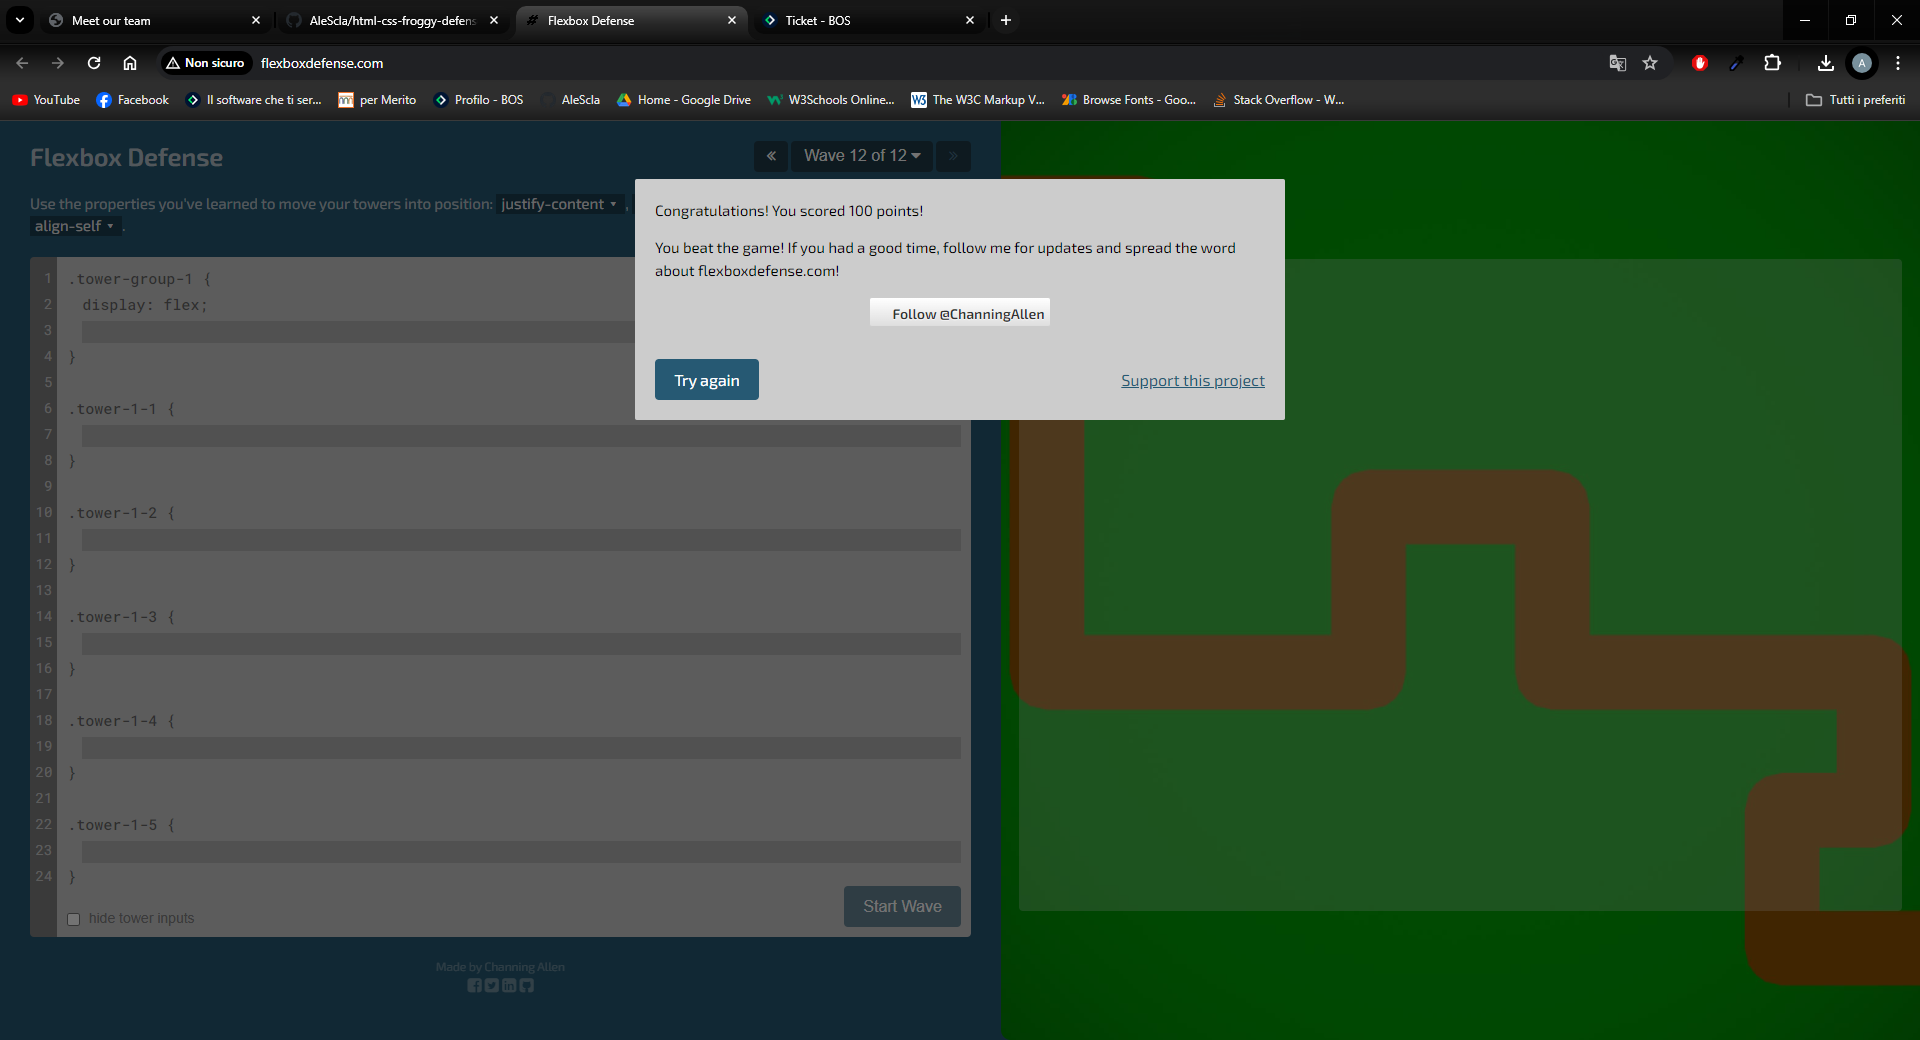 Meet our team
AleScla/html-css-froggy-defens
Flexbox Defense
Ticket - BOS
Non sicuro
flexboxdefense.com
A
YouTube
Facebook
Il software che ti ser...
per Merito
Profilo - BOS
AleScla
Home - Google Drive
W3Schools Online...
The W3C Markup V...
Browse Fonts - Goo...
Stack Overflow - W...
Tutti i preferiti
Flexbox Defense
«
Wave 12 of 12
»
Use the properties you've learned to move your towers into position: justify-content ,
align-self .
Congratulations! You scored 100 points!
You beat the game! If you had a good time, follow me for updates and spread the word
about flexboxdefense.com!
Follow @ChanningAllen
Try again
Support this project
1 .tower-group-1 {
2 display: flex;
3
4 }
5
6 .tower-1-1 {
7
8 }
9
10 .tower-1-2 {
11
12 }
13
14 .tower-1-3 {
15
16 }
17
18 .tower-1-4 {
19
20 }
21
22 .tower-1-5 {
23
24 }
hide tower inputs
Start Wave
Made by Channing Allen